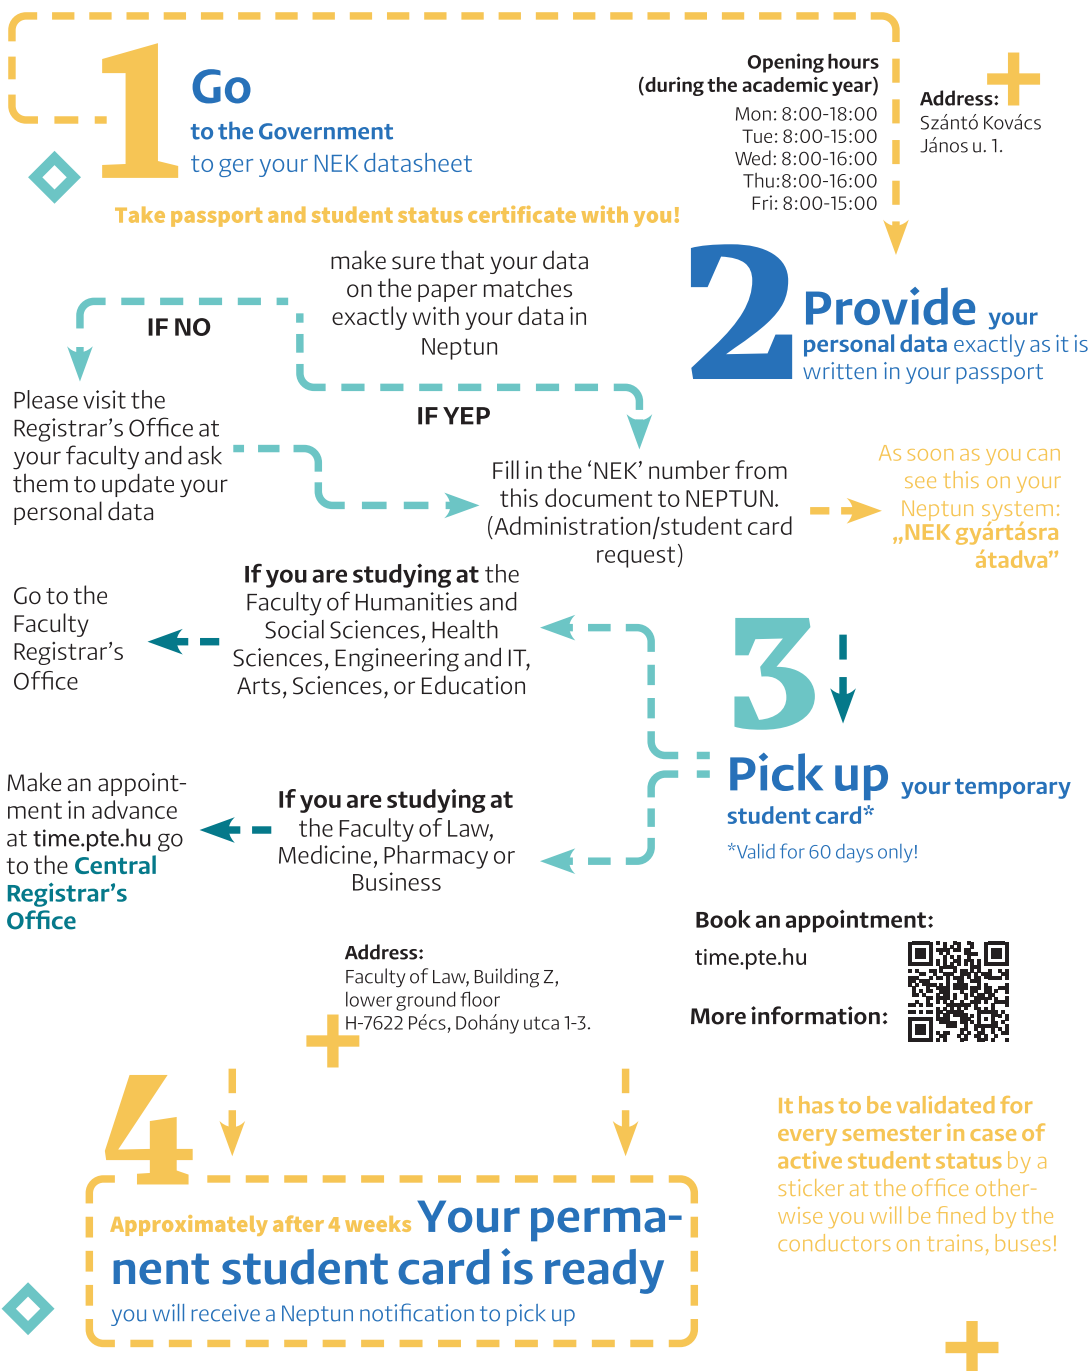 1
Go
to the Government
to ger your NEK datasheet
Take passport and student status certificate with you!
Opening hours
(during the academic year)
Mon: 8:00-18:00
Tue: 8:00-15:00
Wed: 8:00-16:00
Thu:8:00-16:00
Fri: 8:00-15:00
Address:
Szántó Kovács
János u. 1.
2
Provide your
personal data exactly as it is
written in your passport
make sure that your data
on the paper matches
exactly with your data in
Neptun
IF NO
IF YEP
Please visit the
Registrar’s Office at
your faculty and ask
them to update your
personal data
Fill in the ‘NEK’ number from
this document to NEPTUN.
(Administration/student card
request)
As soon as you can
see this on your
Neptun system:
„NEK gyártásra
átadva”
3
Pick up your temporary
student card*
*Valid for 60 days only!
If you are studying at the
Faculty of Humanities and
Social Sciences, Health
Sciences, Engineering and IT,
Arts, Sciences, or Education
Go to the
Faculty
Registrar’s
Office
If you are studying at
the Faculty of Law,
Medicine, Pharmacy or
Business
Make an appoint-
ment in advance
at time.pte.hu go
to the Central
Registrar’s
Office
Address:
Faculty of Law, Building Z,
lower ground floor
H-7622 Pécs, Dohány utca 1-3.
Book an appointment:
time.pte.hu
More information:
4
Approximately after 4 weeks Your perma-
nent student card is ready
you will receive a Neptun notification to pick up
It has to be validated for
every semester in case of
active student status by a
sticker at the office other-
wise you will be fined by the
conductors on trains, buses!